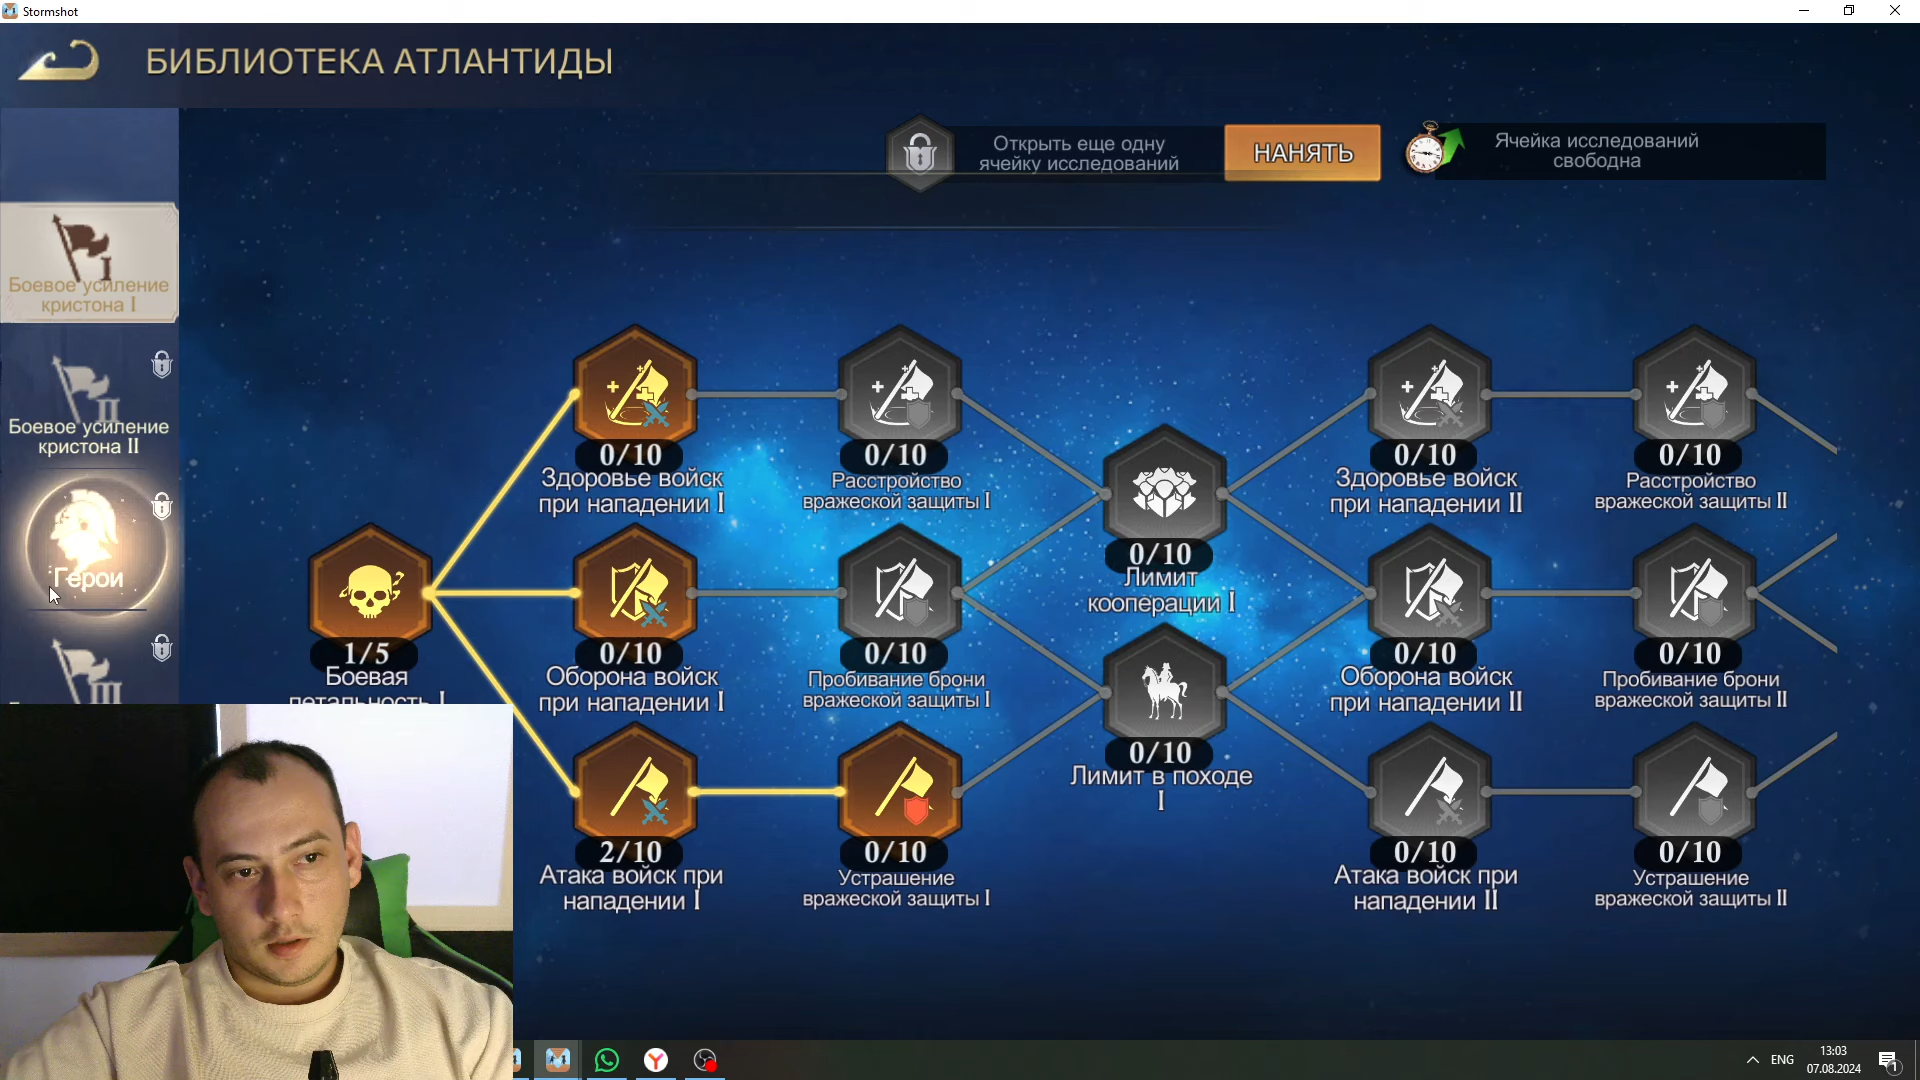 Stormshot
БИБЛИОТЕКА АТЛАНТИДЫ
Открыть еще одну
ячейку исследований
НАНЯТЬ
Ячейка исследований
свободна
I
Боевое усиление
кристона I
II
Боевое усиление
кристона II
Герои
III
0/10
Здоровье войск
при нападении I
0/10
Расстройство
вражеской защиты I
0/10
Здоровье войск
при нападении II
0/10
Расстройство
вражеской защиты II
0/10
Лимит
кооперации I
1/5
Боевая
летальность I
0/10
Оборона войск
при нападении I
0/10
Пробивание брони
вражеской защиты I
0/10
Оборона войск
при нападении II
0/10
Пробивание брони
вражеской защиты II
0/10
Лимит в походе
I
2/10
Атака войск при
нападении I
0/10
Устрашение
вражеской защиты I
0/10
Атака войск при
нападении II
0/10
Устрашение
вражеской защиты II
ENG
13:03
07.08.2024
1